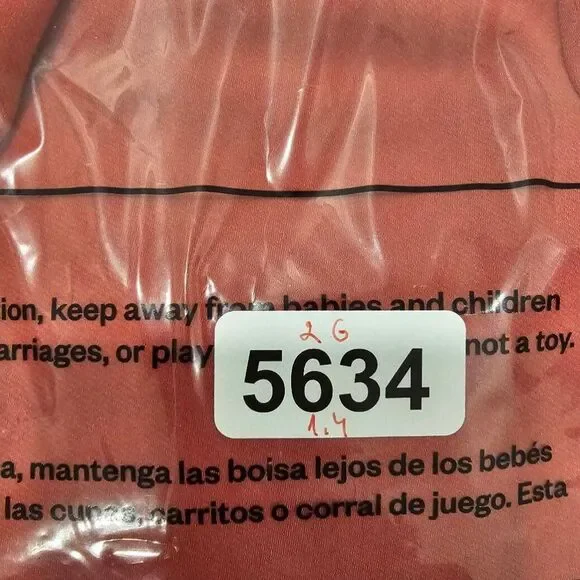 ion, keep away from babies and children
arriages, or play not a toy.
2 G
5634
1.4
a, mantenga las boisa lejos de los bebés
las cunas, carritos o corral de juego. Esta